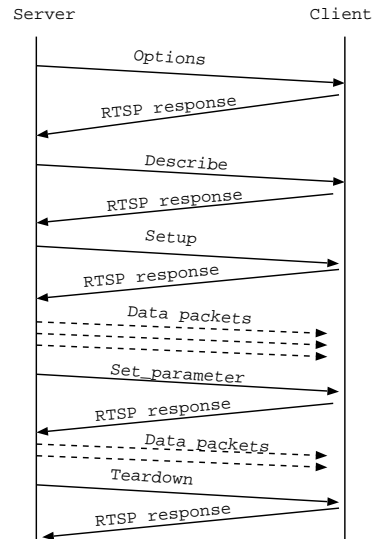 Server Client
Options
RTSP response
Describe
RTSP response
Setup
RTSP response
Data packets
Set_parameter
RTSP response
Data packets
Teardown
RTSP response